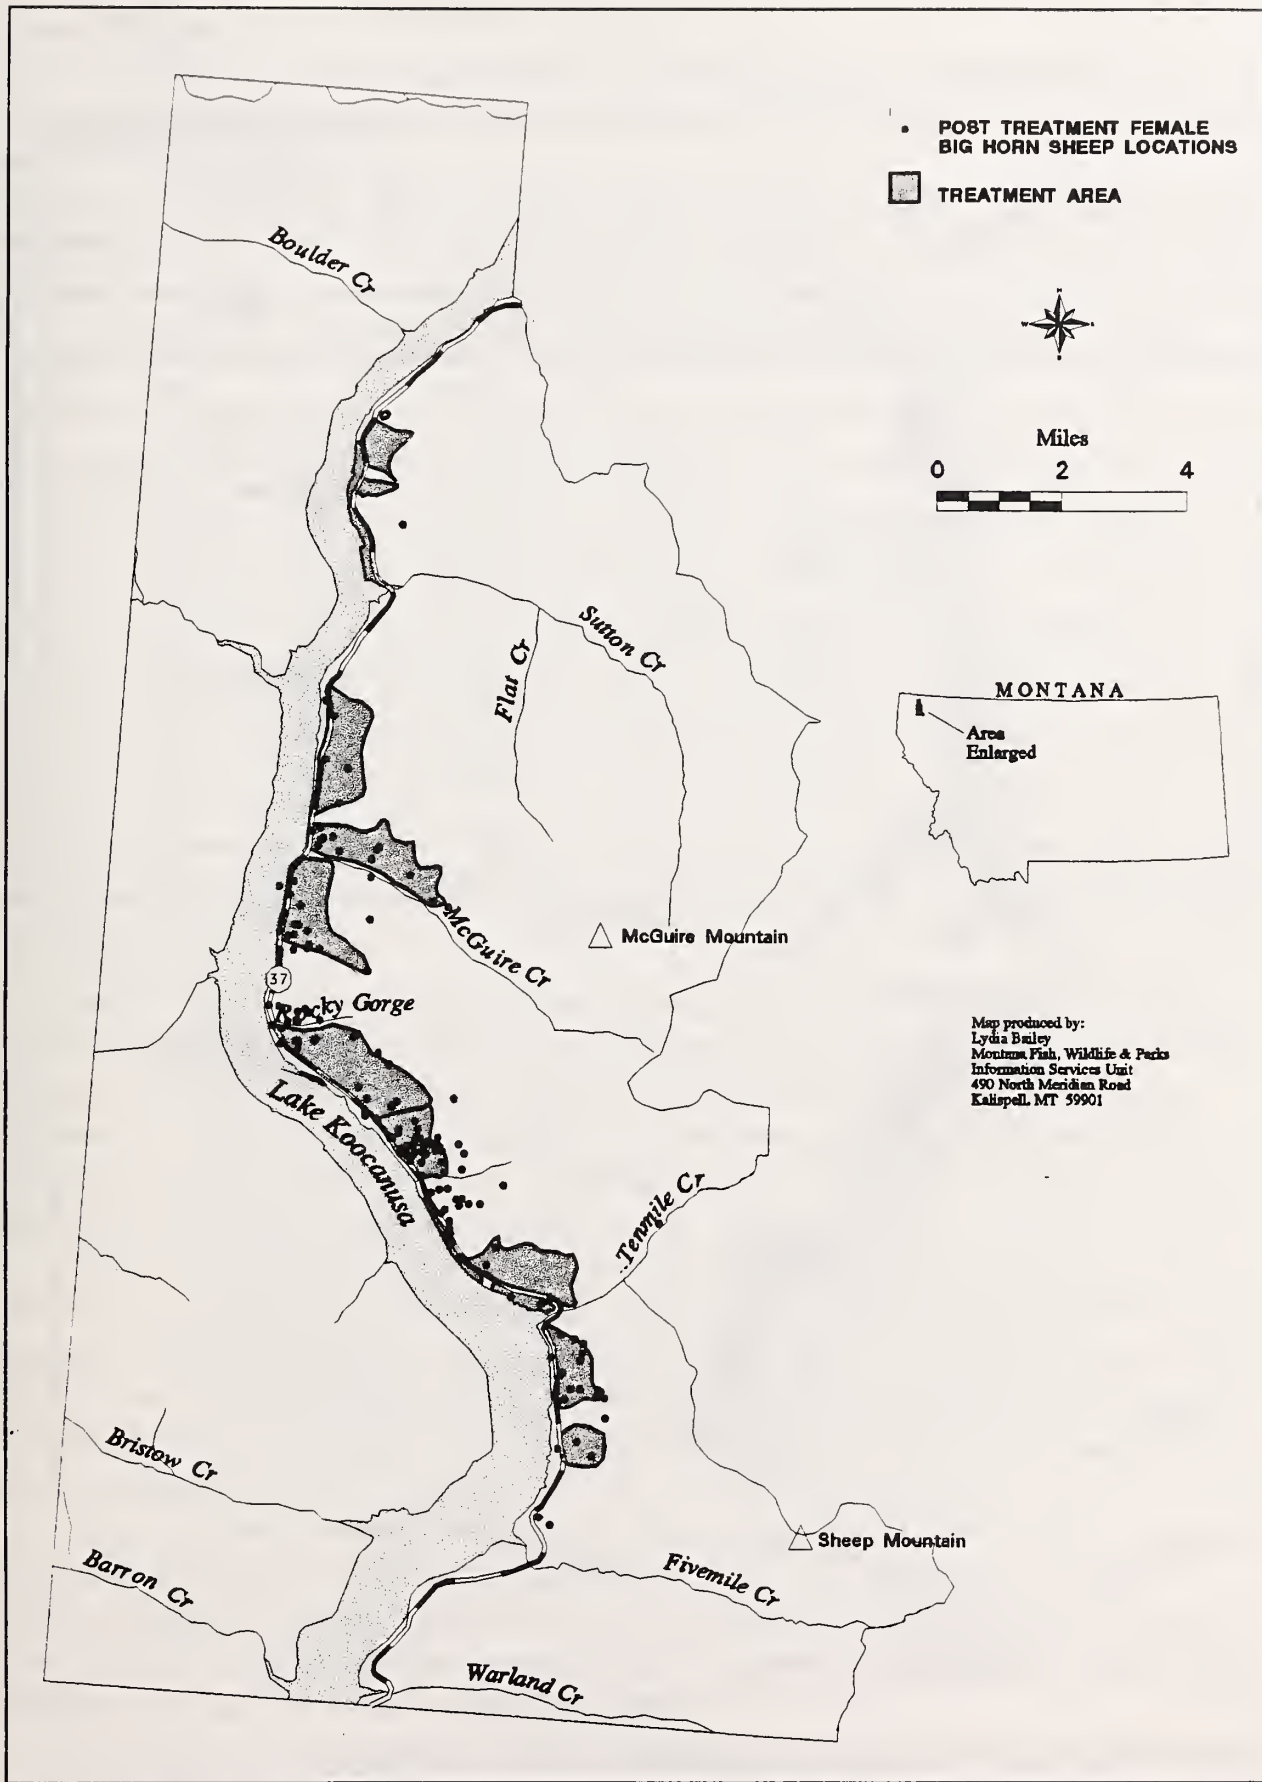 POST TREATMENT FEMALE
BIG HORN SHEEP LOCATIONS
TREATMENT AREA
Boulder Cr
N
W
E
S
Miles
0 2 4
Sutton Cr
Flat Cr
MONTANA
Area
Enlarged
McGuire Mountain
McGuire Cr
37
Rocky Gorge
Map produced by:
Lydia Bailey
Montana Fish, Wildlife & Parks
Information Services Unit
490 North Meridian Road
Kalispell, MT 59901
Lake Koocanusa
Tenmile Cr
Bristow Cr
Sheep Mountain
Barron Cr
Fivemile Cr
Warland Cr